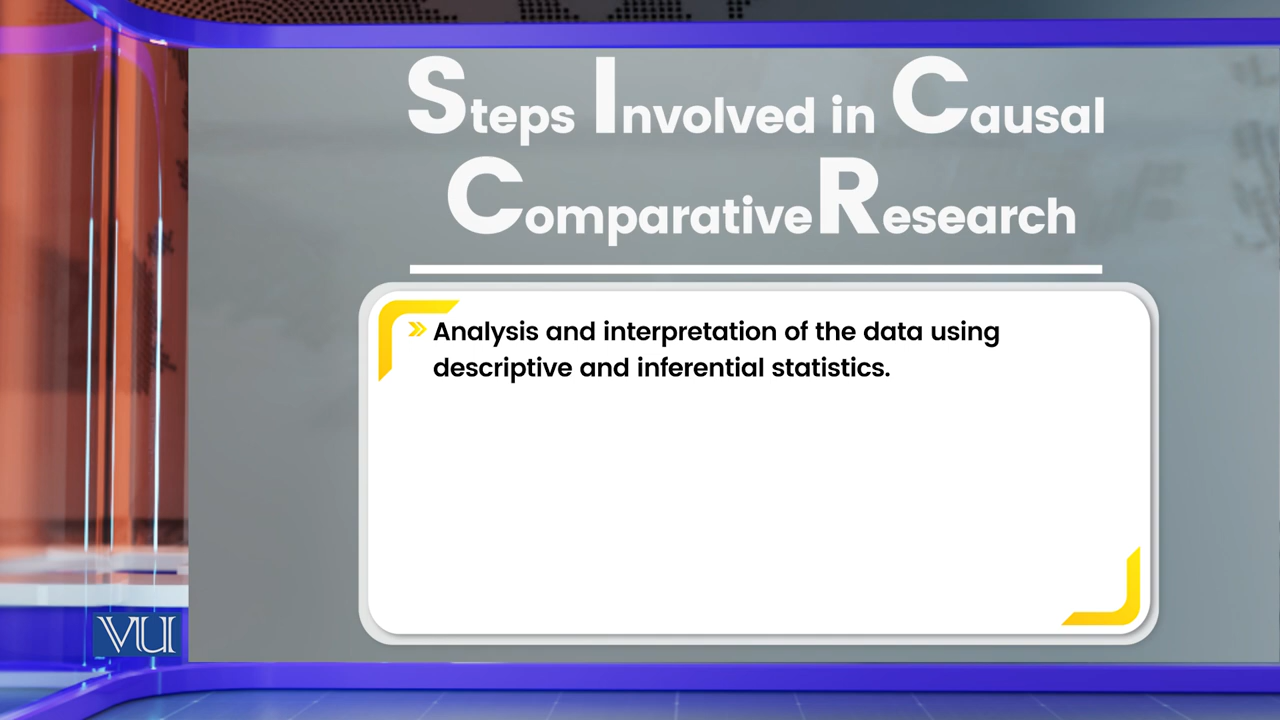 Steps Involved in Causal
Comparative Research
Analysis and interpretation of the data using
descriptive and inferential statistics.
VU